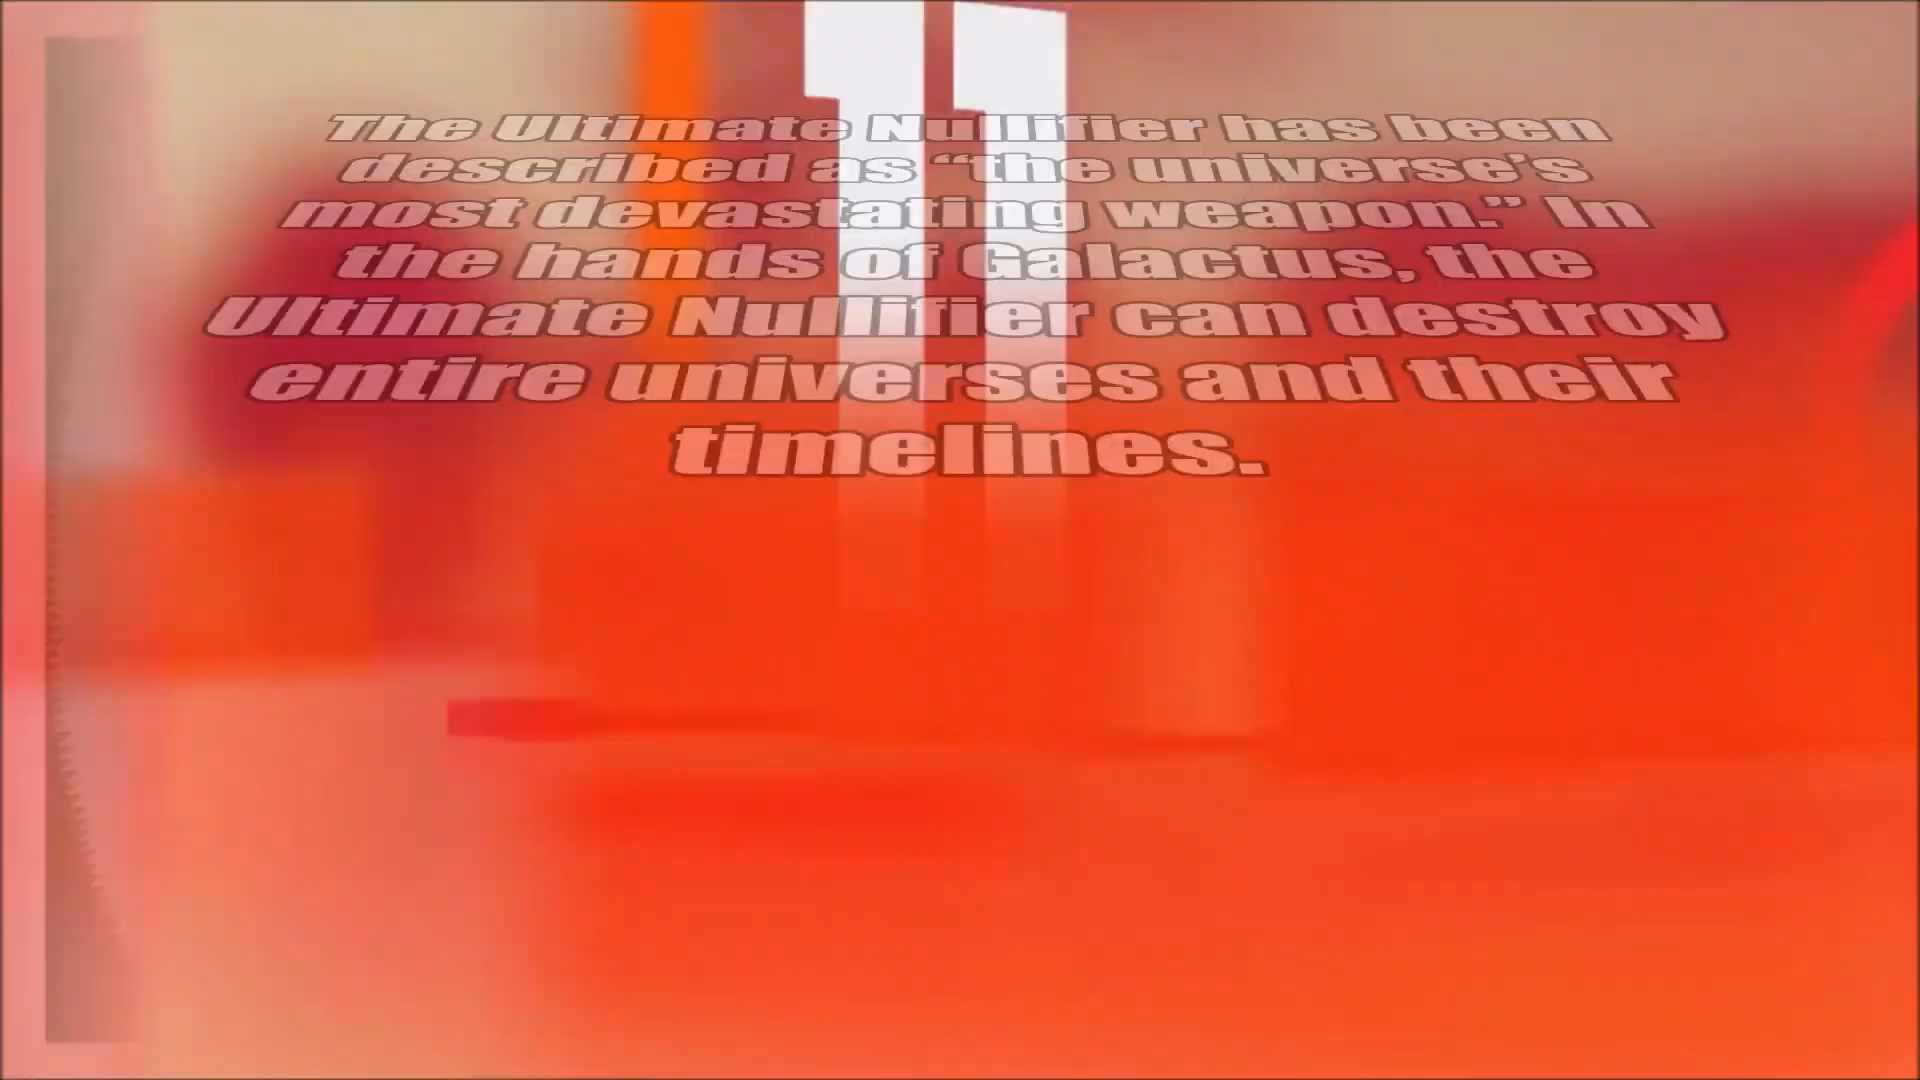 11
The Ultimate Nullifier has been
described as “the universe’s
most devastating weapon.” In
the hands of Galactus, the
Ultimate Nullifier can destroy
entire universes and their
timelines.